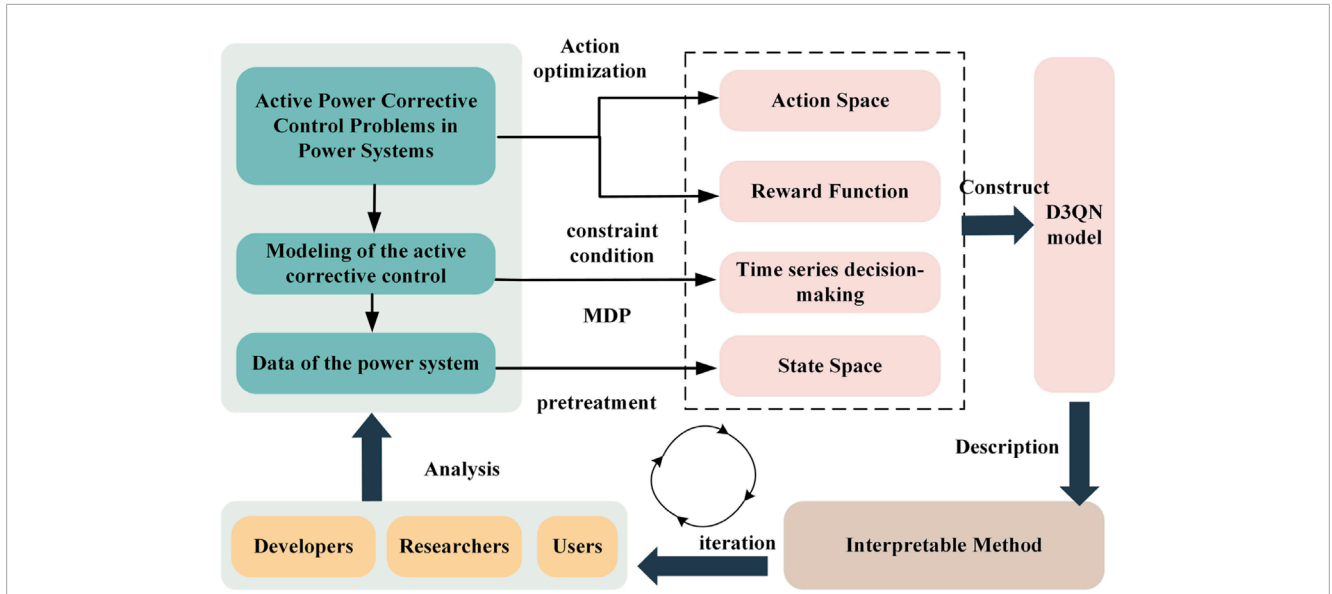 Active Power Corrective
Control Problems in
Power Systems
Modeling of the active
corrective control
Data of the power system
Action
optimization
constraint
condition
MDP
pretreatment
Action Space
Reward Function
Time series decision-
making
State Space
Construct
D3QN
model
Description
Interpretable Method
iteration
Analysis
Developers
Researchers
Users